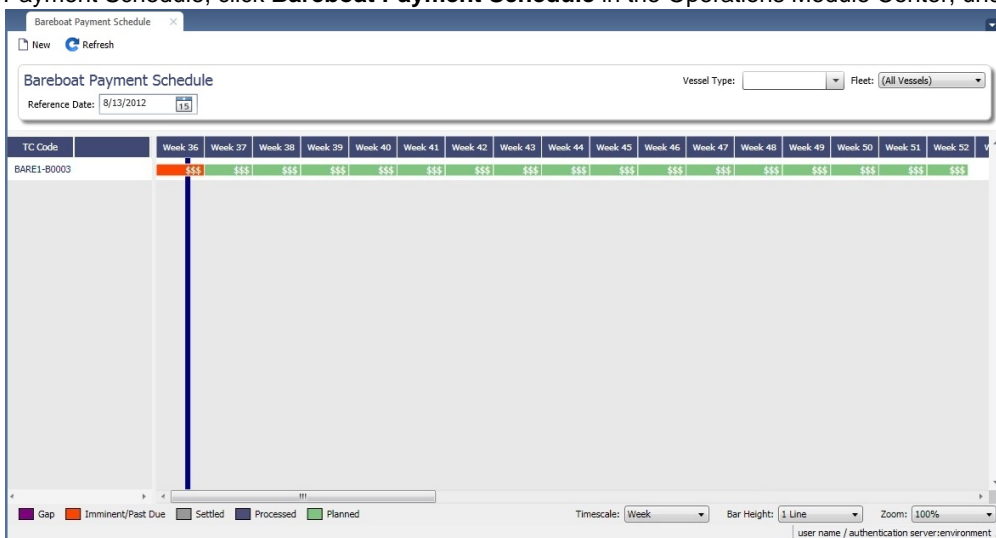 Payment Schedule, click Bareboat Payment Schedule in the Operations Module Center, und
Bareboat Payment Schedule
New Refresh
Bareboat Payment Schedule
Vessel Type: Fleet: (All Vessels)
Reference Date: 8/13/2012 15
TC Code Week 36 Week 37 Week 38 Week 39 Week 40 Week 41 Week 42 Week 43 Week 44 Week 45 Week 46 Week 47 Week 48 Week 49 Week 50 Week 51 Week 52
BARE1-B0003 $$$ $$$ $$$ $$$ $$$ $$$ $$$ $$$ $$$ $$$ $$$ $$$ $$$ $$$ $$$ $$$ $$$
Gap Imminent/Past Due Settled Processed Planned Timescale: Week Bar Height: 1 Line Zoom: 100%
user name / authentication server:environment